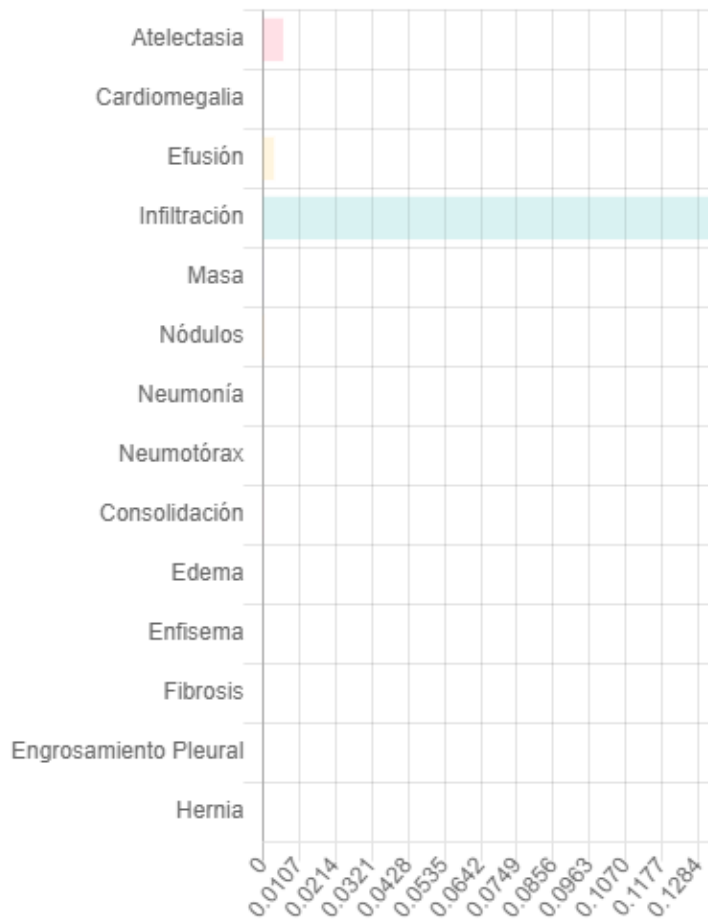 Atelectasia
Cardiomegalia
Efusión
Infiltración
Masa
Nódulos
Neumonía
Neumotórax
Consolidación
Edema
Enfisema
Fibrosis
Engrosamiento Pleural
Hernia
0
0.0107
0.0214
0.0321
0.0428
0.0535
0.0642
0.0749
0.0856
0.0963
0.1070
0.1177
0.1284